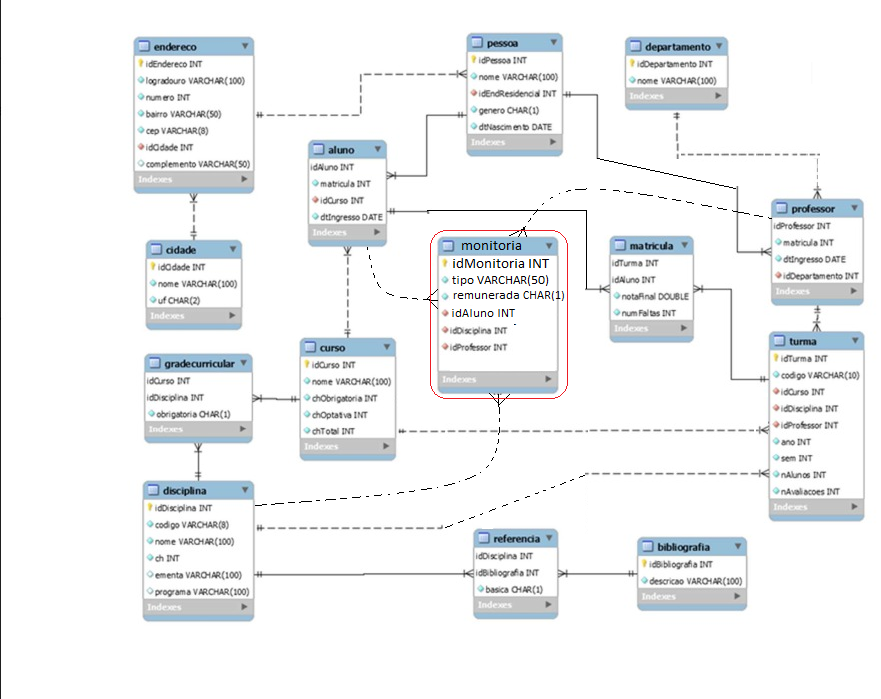 endereco
idEndereco INT
logradouro VARCHAR(100)
numero INT
bairro VARCHAR(50)
cep VARCHAR(8)
idCidade INT
complemento VARCHAR(50)
Indexes
pessoa
idPessoa INT
nome VARCHAR(100)
idEndResidencial INT
genero CHAR(1)
dtNascimento DATE
Indexes
departamento
idDepartamento INT
nome VARCHAR(100)
Indexes
aluno
idAluno INT
matricula INT
idCurso INT
dtIngresso DATE
Indexes
professor
idProfessor INT
matricula INT
dtIngresso DATE
idDepartamento INT
Indexes
cidade
idCidade INT
nome VARCHAR(100)
uf CHAR(2)
Indexes
monitoria
idMonitoria INT
tipo VARCHAR(50)
remunerada CHAR(1)
idAluno INT
idDisciplina INT
idProfessor INT
Indexes
matricula
idTurma INT
idAluno INT
notaFinal DOUBLE
numFaltas INT
Indexes
curso
idCurso INT
nome VARCHAR(100)
chObrigatoria INT
chOptativa INT
chTotal INT
Indexes
turma
idTurma INT
codigo VARCHAR(10)
idCurso INT
idDisciplina INT
idProfessor INT
ano INT
sem INT
nAlunos INT
nAvaliacoes INT
Indexes
gradecurricular
idCurso INT
idDisciplina INT
obrigatoria CHAR(1)
Indexes
disciplina
idDisciplina INT
codigo VARCHAR(8)
nome VARCHAR(100)
ch INT
ementa VARCHAR(100)
programa VARCHAR(100)
Indexes
referencia
idDisciplina INT
idBibliografia INT
basica CHAR(1)
Indexes
bibliografia
idBibliografia INT
descricao VARCHAR(100)
Indexes